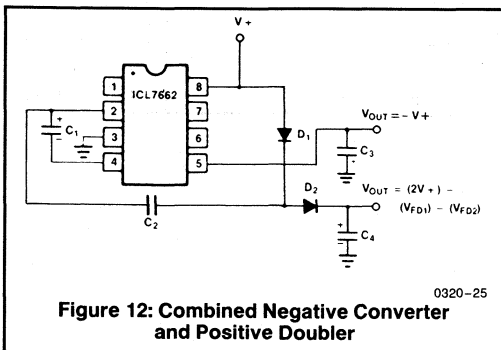 V +
ICL7662
1
2
3
4
8
7
6
5
+
C1
-
D1
VOUT = - V+
C3
+
D2
VOUT = (2V +) -
(VFD1) - (VFD2)
C2
+
C4
-
0320-25
Figure 12: Combined Negative Converter
and Positive Doubler